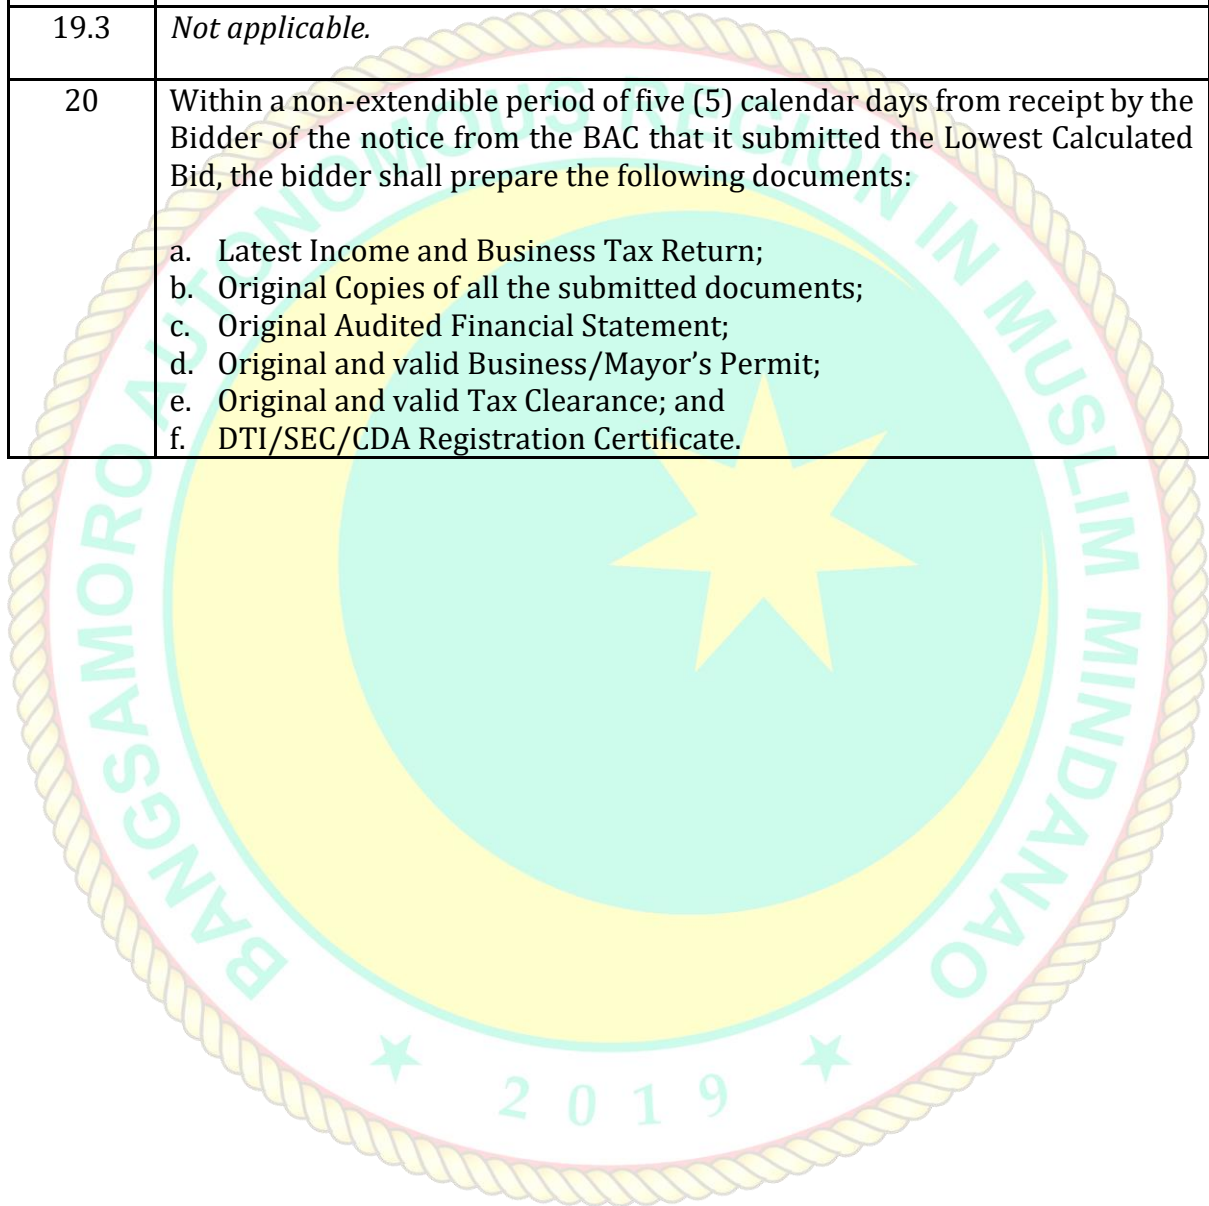 19.3 Not applicable.
20 Within a non-extendible period of five (5) calendar days from receipt by the
Bidder of the notice from the BAC that it submitted the Lowest Calculated
Bid, the bidder shall prepare the following documents:
a. Latest Income and Business Tax Return;
b. Original Copies of all the submitted documents;
c. Original Audited Financial Statement;
d. Original and valid Business/Mayor’s Permit;
e. Original and valid Tax Clearance; and
f. DTI/SEC/CDA Registration Certificate.
BANGSAMORO AUTONOMOUS REGION IN MUSLIM MINDANAO
2019